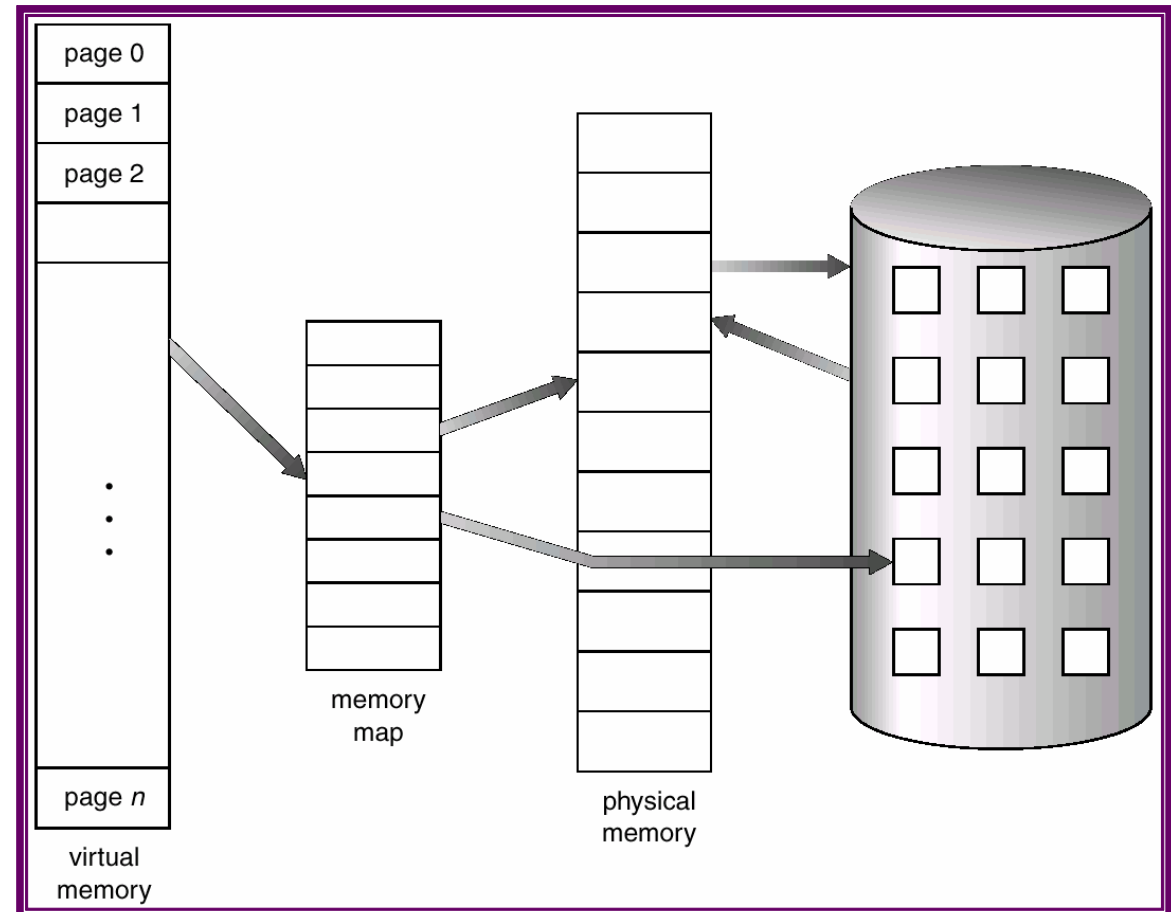 page 0
page 1
page 2
page n
virtual
memory
memory
map
physical
memory